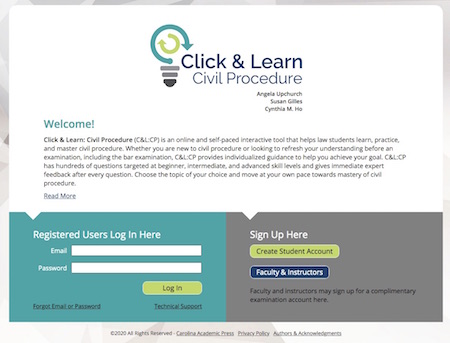 Click & Learn
Civil Procedure
Angela Upchurch
Susan Gilles
Cynthia M. Ho
Welcome!
Click & Learn: Civil Procedure (C&L:CP) is an online and self-paced interactive tool that helps law students learn, practice,
and master civil procedure. Whether you are new to civil procedure or looking to refresh your understanding before an
examination, including the bar examination, C&L:CP provides individualized guidance to help you achieve your goal. C&L:CP
has hundreds of questions targeted at beginner, intermediate, and advanced skill levels and gives immediate expert
feedback after every question. Choose the topic of your choice and move at your own pace towards mastery of civil
procedure.
Read More
Registered Users Log In Here
Email
Password
Log In
Forgot Email or Password
Technical Support
Sign Up Here
Create Student Account
Faculty & Instructors
Faculty and Instructors may sign up for a complimentary
examination account here.
©2020 All Rights Reserved · Carolina Academic Press · Privacy Policy · Authors & Acknowledgments